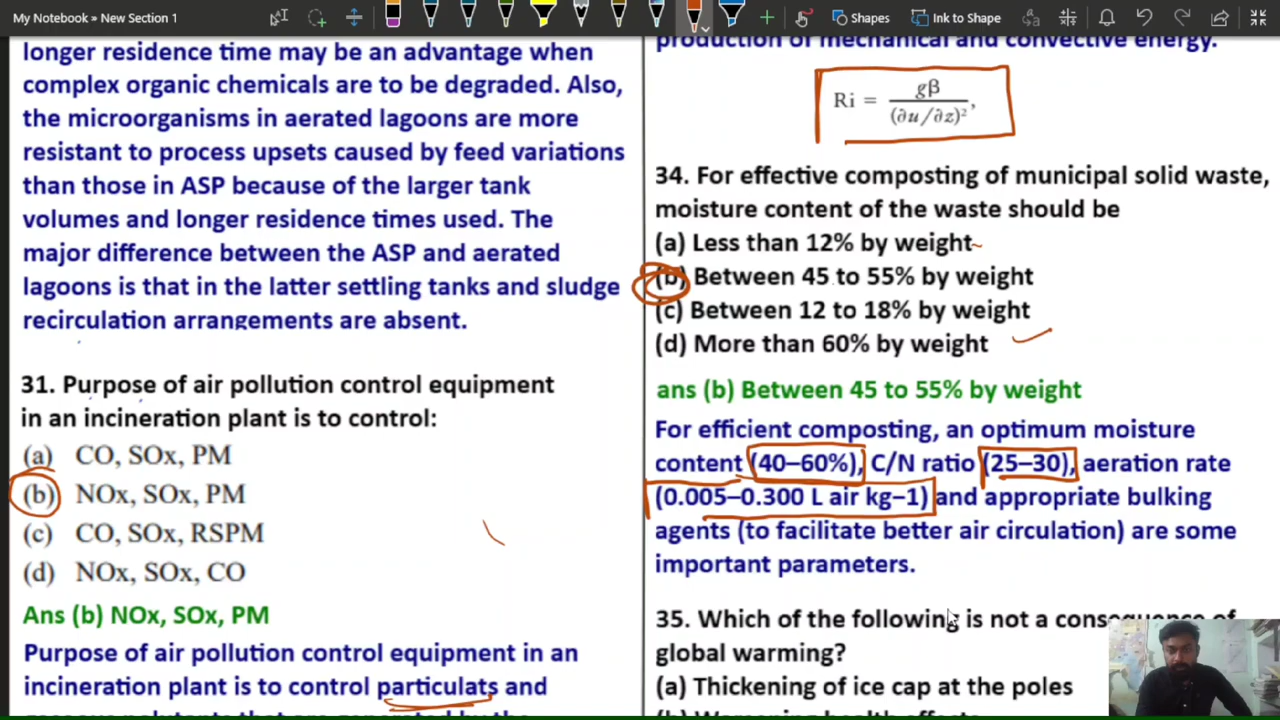 My Notebook » New Section 1
Shapes
Ink to Shape
longer residence time may be an advantage when
complex organic chemicals are to be degraded. Also,
the microorganisms in aerated lagoons are more
resistant to process upsets caused by feed variations
than those in ASP because of the larger tank
volumes and longer residence times used. The
major difference between the ASP and aerated
lagoons is that in the latter settling tanks and sludge
recirculation arrangements are absent.
31. Purpose of air pollution control equipment
in an incineration plant is to control:
(a) CO, SOx, PM
(b) NOx, SOx, PM
(c) CO, SOx, RSPM
(d) NOx, SOx, CO
Ans (b) NOx, SOx, PM
Purpose of air pollution control equipment in an
incineration plant is to control particulats and
production of mechanical and convective energy.
Ri = gβ / (∂u/∂z)²,
34. For effective composting of municipal solid waste,
moisture content of the waste should be
(a) Less than 12% by weight
(b) Between 45 to 55% by weight
(c) Between 12 to 18% by weight
(d) More than 60% by weight
ans (b) Between 45 to 55% by weight
For efficient composting, an optimum moisture
content (40–60%), C/N ratio (25–30), aeration rate
(0.005–0.300 L air kg–1) and appropriate bulking
agents (to facilitate better air circulation) are some
important parameters.
35. Which of the following is not a consequence of
global warming?
(a) Thickening of ice cap at the poles